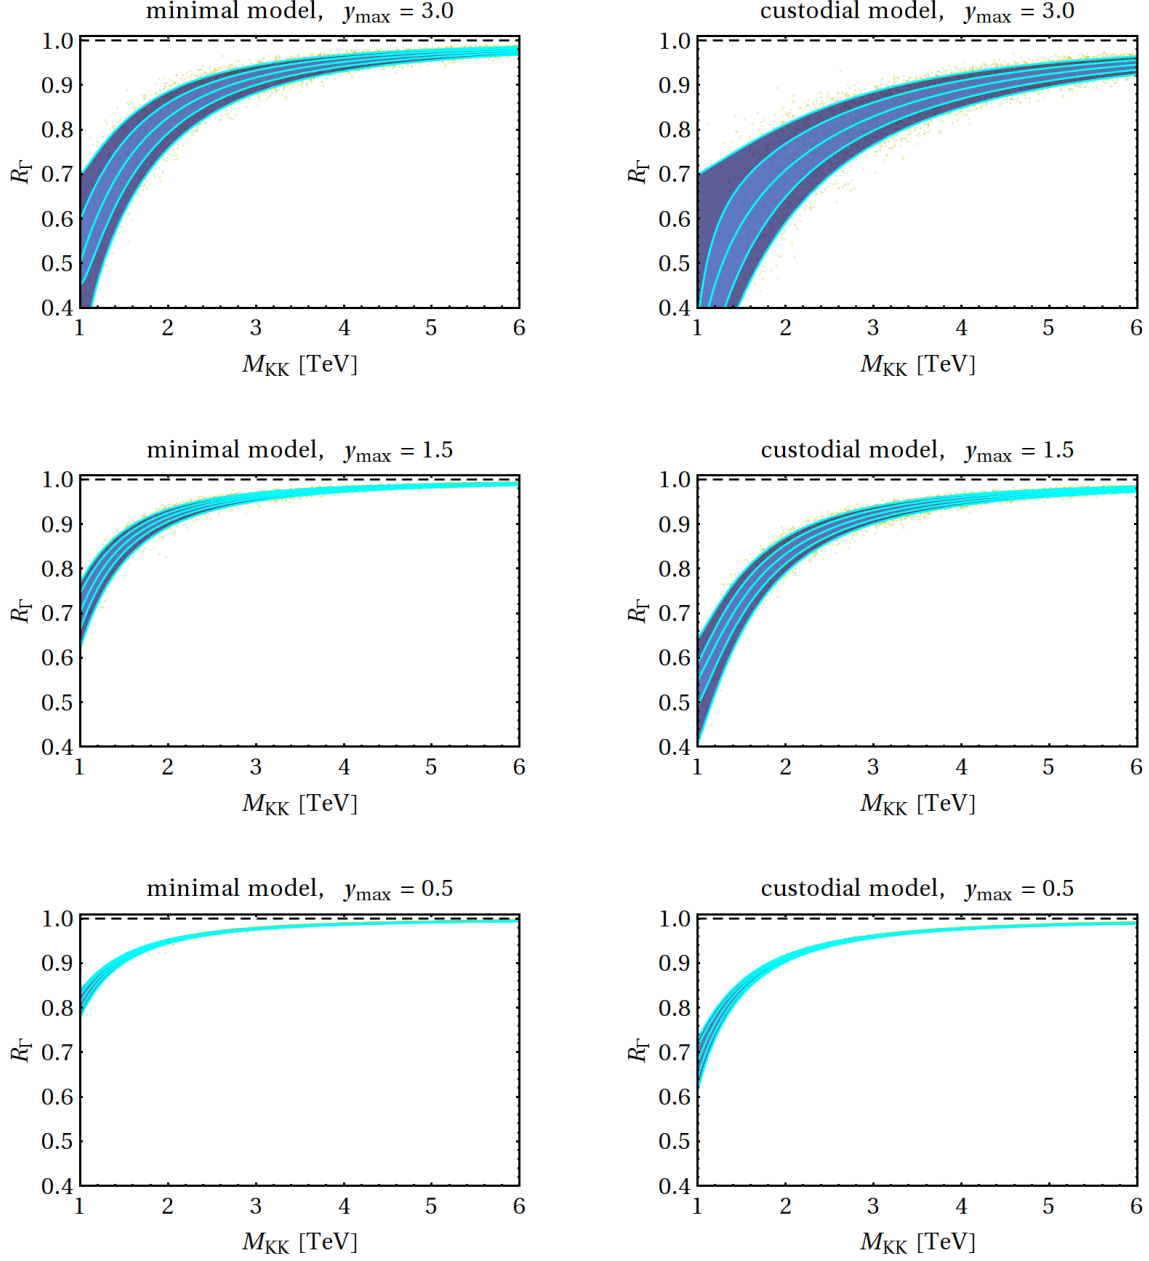 minimal model, y_max = 3.0
1.0
0.9
0.8
0.7
0.6
0.5
0.4
R_Γ
1 2 3 4 5 6
M_KK [TeV]
custodial model, y_max = 3.0
1.0
0.9
0.8
0.7
0.6
0.5
0.4
R_Γ
1 2 3 4 5 6
M_KK [TeV]
minimal model, y_max = 1.5
1.0
0.9
0.8
0.7
0.6
0.5
0.4
R_Γ
1 2 3 4 5 6
M_KK [TeV]
custodial model, y_max = 1.5
1.0
0.9
0.8
0.7
0.6
0.5
0.4
R_Γ
1 2 3 4 5 6
M_KK [TeV]
minimal model, y_max = 0.5
1.0
0.9
0.8
0.7
0.6
0.5
0.4
R_Γ
1 2 3 4 5 6
M_KK [TeV]
custodial model, y_max = 0.5
1.0
0.9
0.8
0.7
0.6
0.5
0.4
R_Γ
1 2 3 4 5 6
M_KK [TeV]